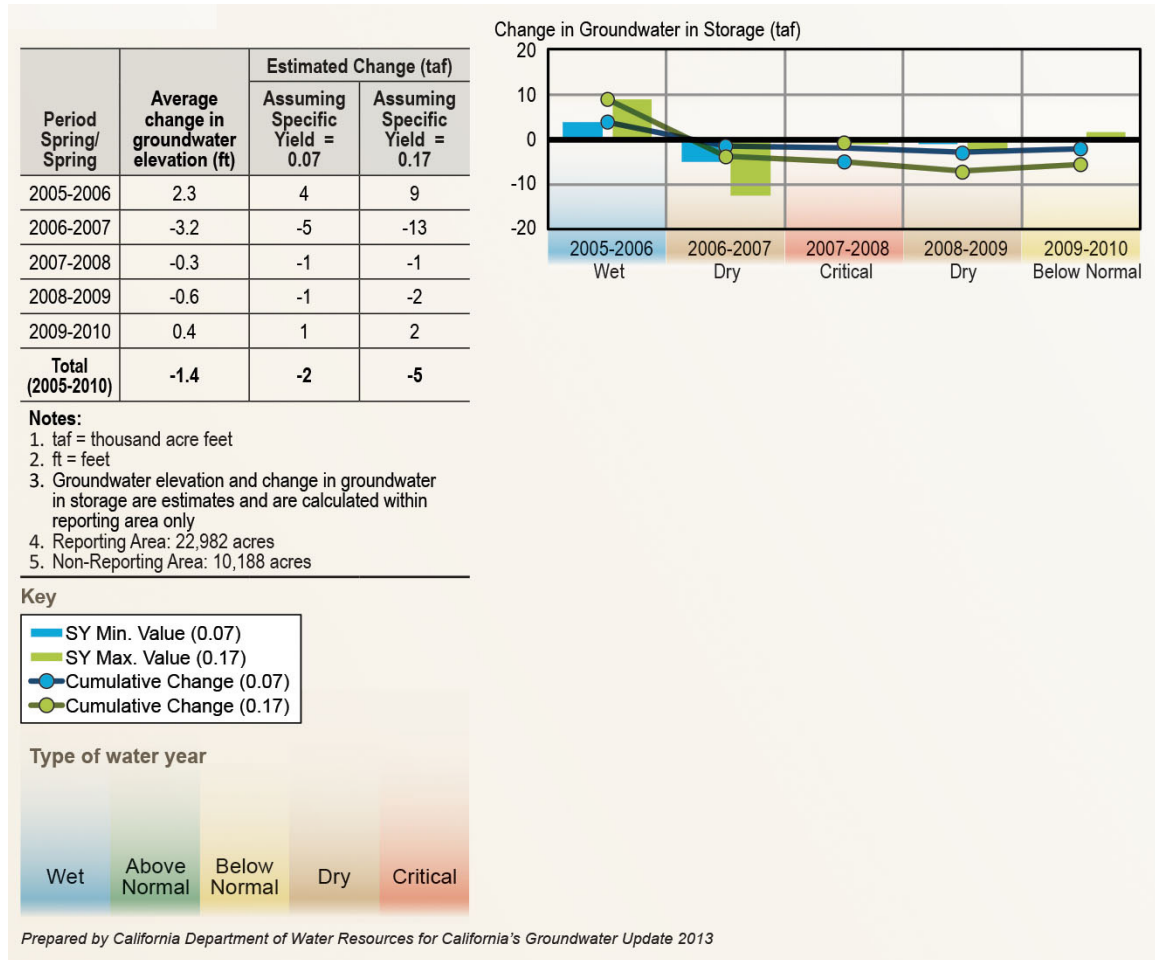 Period
Spring/
Spring
Average
change in
groundwater
elevation (ft)
Estimated Change (taf)
Assuming
Specific
Yield =
0.07
Assuming
Specific
Yield =
0.17
2005-2006 2.3 4 9
2006-2007 -3.2 -5 -13
2007-2008 -0.3 -1 -1
2008-2009 -0.6 -1 -2
2009-2010 0.4 1 2
Total
(2005-2010) -1.4 -2 -5
Notes:
1. taf = thousand acre feet
2. ft = feet
3. Groundwater elevation and change in groundwater
in storage are estimates and are calculated within
reporting area only
4. Reporting Area: 22,982 acres
5. Non-Reporting Area: 10,188 acres
Key
SY Min. Value (0.07)
SY Max. Value (0.17)
Cumulative Change (0.07)
Cumulative Change (0.17)
Type of water year
Wet
Above
Normal
Below
Normal
Dry
Critical
Change in Groundwater in Storage (taf)
20
10
0
-10
-20
2005-2006 2006-2007 2007-2008 2008-2009 2009-2010
Wet Dry Critical Dry Below Normal
Prepared by California Department of Water Resources for California's Groundwater Update 2013